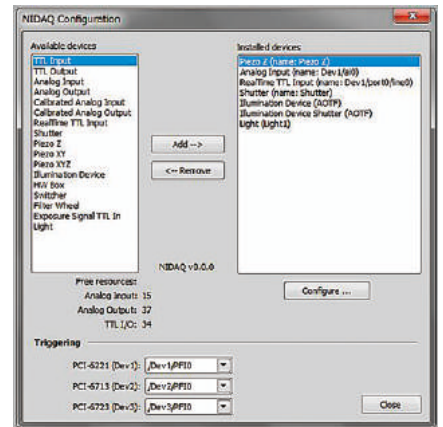 NIDAQ Configuration
Available devices
TTL Input
TTL Output
Analog Input
Analog Output
Calibrated Analog Input
Calibrated Analog Output
RealTime TTL Input
Shutter
Piezo Z
Piezo XY
Piezo XYZ
Illumination Device
HW Box
Switcher
Filter Wheel
Exposure Signal TTL In
Light
Add -->
<-- Remove
NIDAQ v0.0.0
Installed devices
Piezo Z (name: Piezo Z)
Analog Input (name: Dev1/ai0)
RealTime TTL Input (name: Dev1/port0/line0)
Shutter (name: Shutter)
Illumination Device (AOTF)
Illumination Device Shutter (AOTF)
Light (Light1)
Configure ...
Free resources:
Analog Input: 15
Analog Output: 37
TTL I/O: 34
Triggering
PCI-6221 (Dev1): /Dev1/PFI0
PCI-6713 (Dev2): /Dev2/PFI0
PCI-6723 (Dev3): /Dev3/PFI0
Close